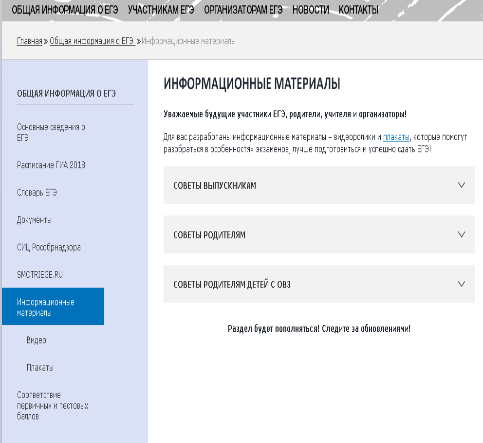 ОБЩАЯ ИНФОРМАЦИЯ О ЕГЭ УЧАСТНИКАМ ЕГЭ ОРГАНИЗАТОРАМ ЕГЭ НОВОСТИ КОНТАКТЫ
Главная » Общая информация о ЕГЭ »Информационные материалы
ОБЩАЯ ИНФОРМАЦИЯ О ЕГЭ
Основные сведения о
ЕГЭ
Расписание ГИА 2018
Словарь ЕГЭ
Документы
СИЦ Рособрнадзора
SMOTRIEGE.RU
Информационные
материалы
Видео
Плакаты
Соответствие
первичных и тестовых
баллов
ИНФОРМАЦИОННЫЕ МАТЕРИАЛЫ
Уважаемые будущие участники ЕГЭ, родители, учителя и организаторы!
Для вас разработаны информационные материалы – видеоролики и плакаты, которые помогут
разобраться в особенностях экзаменов, лучше подготовиться и успешно сдать ЕГЭ!
СОВЕТЫ ВЫПУСКНИКАМ
СОВЕТЫ РОДИТЕЛЯМ
СОВЕТЫ РОДИТЕЛЯМ ДЕТЕЙ С ОВЗ
Раздел будет пополняться! Следите за обновлениями!